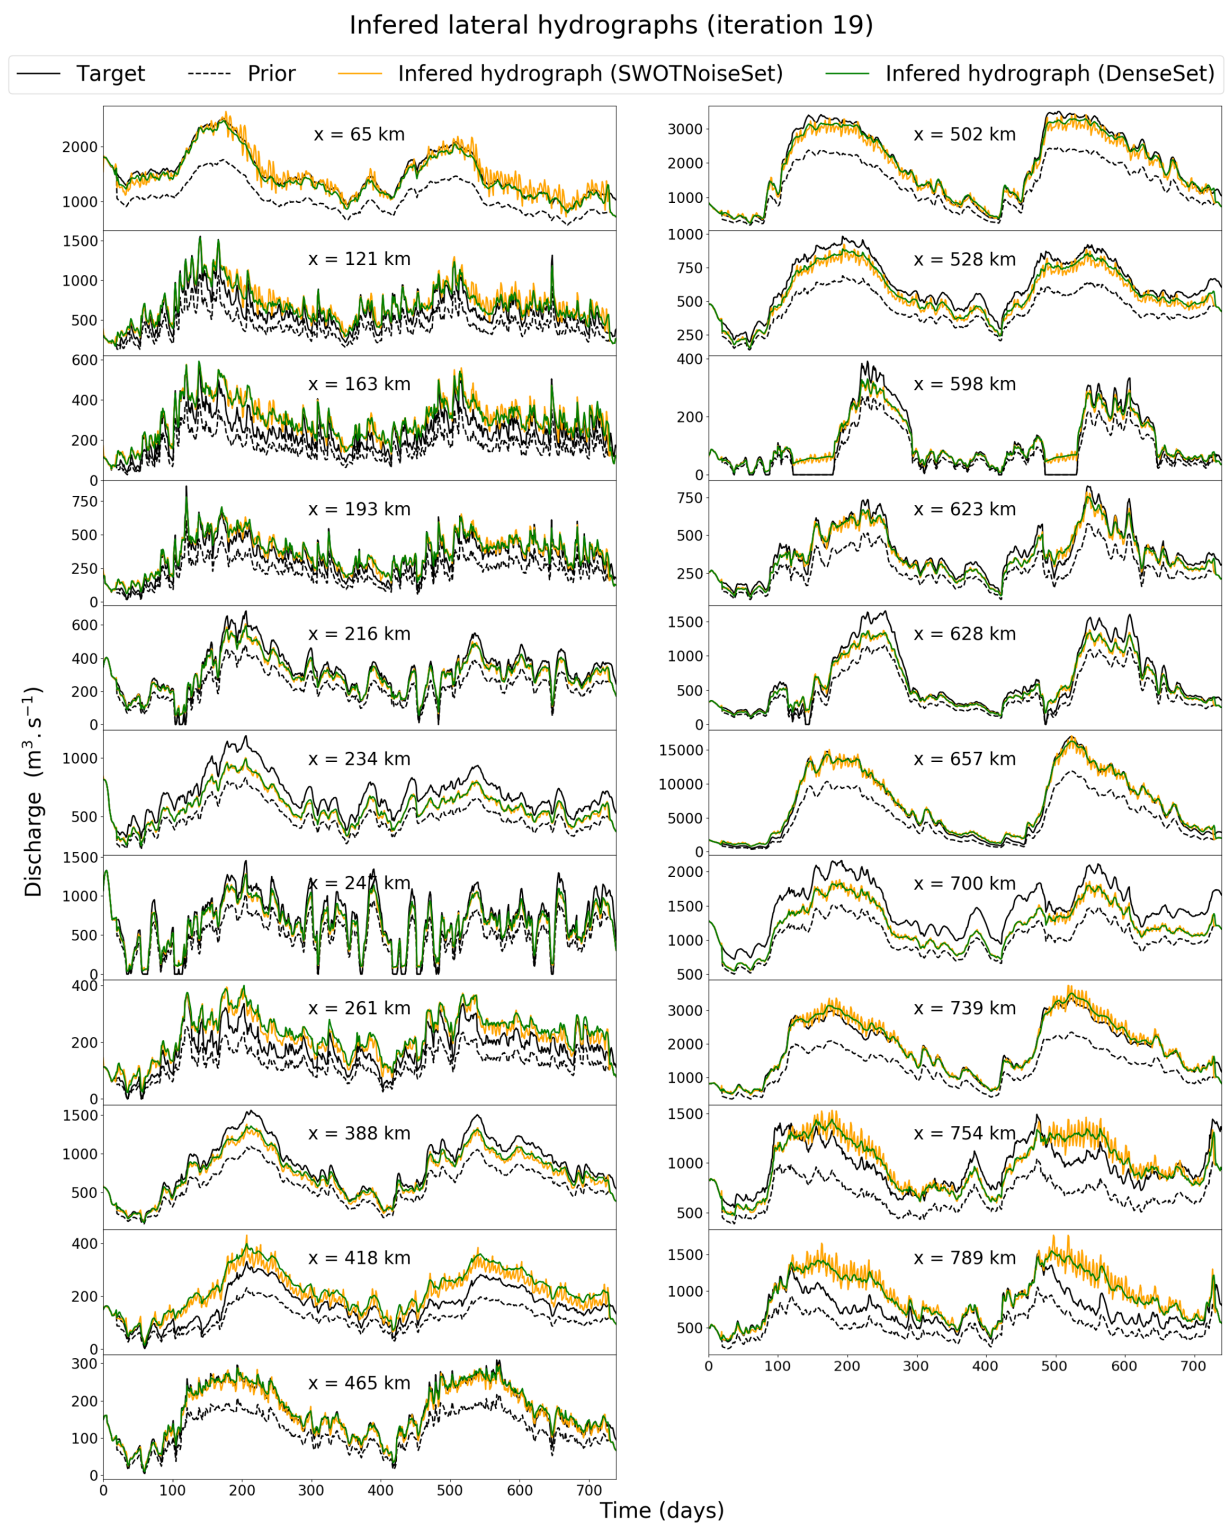 Infered lateral hydrographs (iteration 19)
Target Prior Infered hydrograph (SWOTNoiseSet) Infered hydrograph (DenseSet)
Discharge (m³.s⁻¹)
x = 65 km
2000
1000
x = 121 km
1500
1000
500
x = 163 km
600
400
200
0
x = 193 km
750
500
250
0
x = 216 km
600
400
200
0
x = 234 km
1000
500
1500
1000
500
0
x = 261 km
400
200
0
x = 388 km
1500
1000
500
x = 418 km
400
200
0
x = 465 km
300
200
100
0
0 100 200 300 400 500 600 700
x = 502 km
3000
2000
1000
x = 528 km
1000
750
500
250
x = 598 km
400
200
0
x = 623 km
750
500
250
x = 628 km
1500
1000
500
0
x = 657 km
15000
10000
5000
0
x = 700 km
2000
1500
1000
500
x = 739 km
3000
2000
1000
x = 754 km
1500
1000
500
x = 789 km
1500
1000
500
0 100 200 300 400 500 600 700
Time (days)